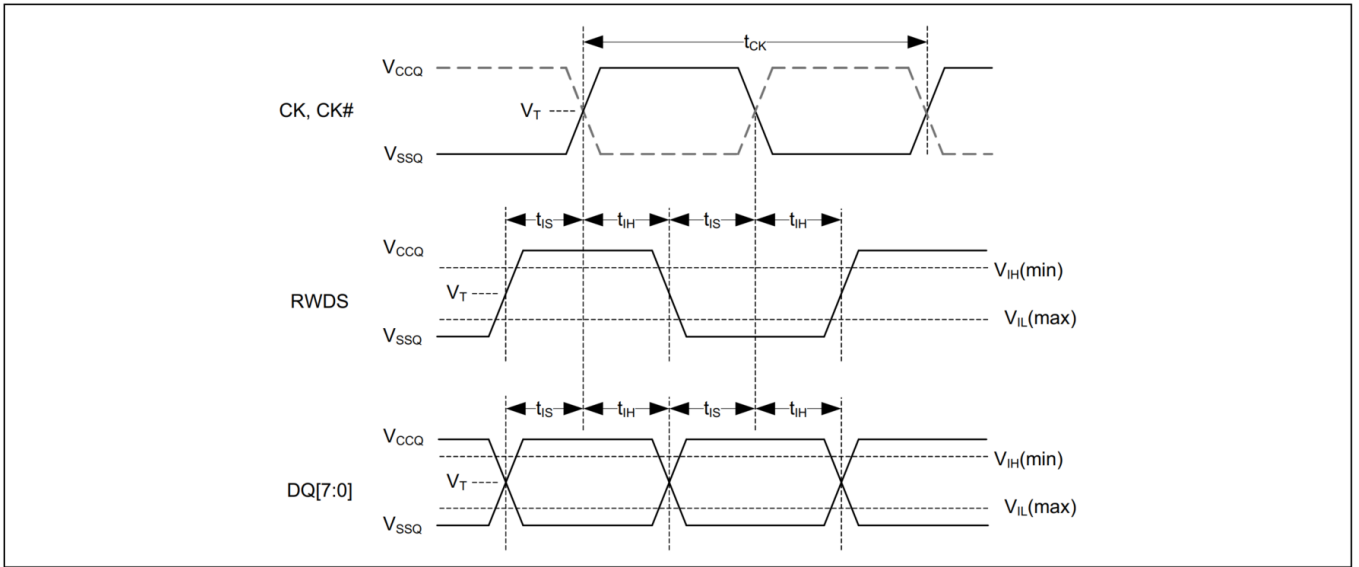 tCK
VCCQ
CK, CK#
VT
VSSQ
tIS tIH tIS tIH
VCCQ
VIH(min)
VT
RWDS
VIL(max)
VSSQ
tIS tIH tIS tIH
VCCQ
VIH(min)
VT
DQ[7:0]
VIL(max)
VSSQ